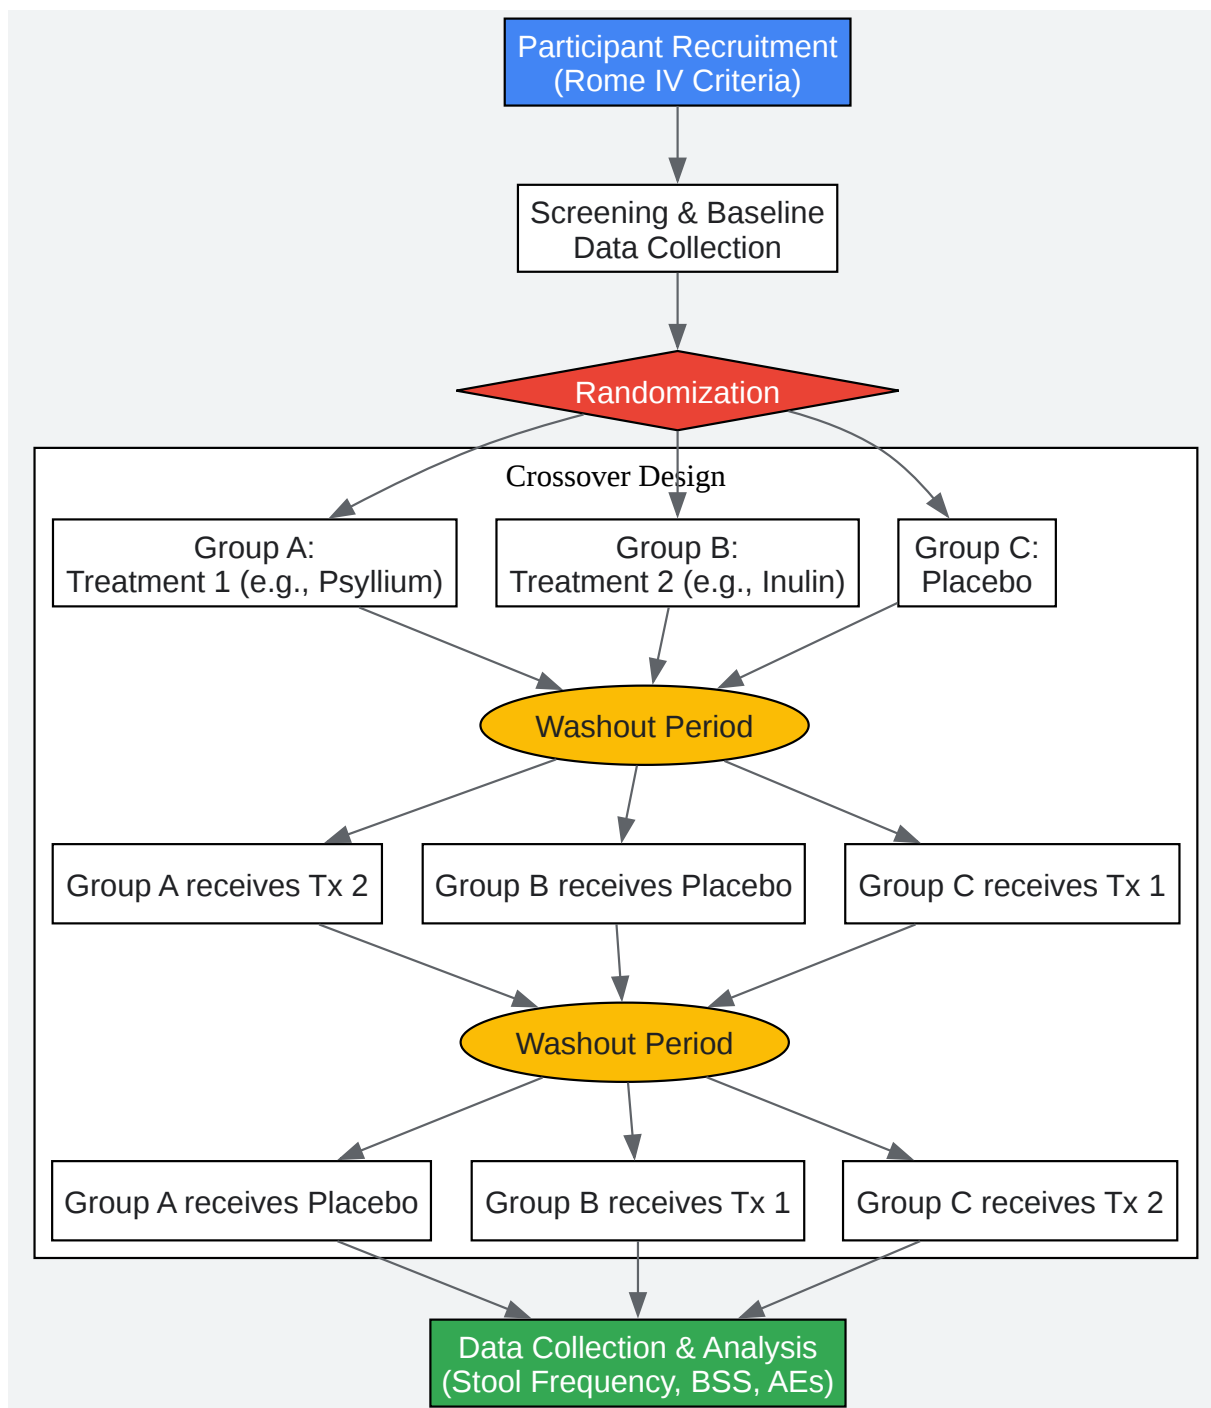 Participant Recruitment
(Rome IV Criteria)
Screening & Baseline
Data Collection
Randomization
Crossover Design
Group A:
Treatment 1 (e.g., Psyllium)
Group B:
Treatment 2 (e.g., Inulin)
Group C:
Placebo
Washout Period
Group A receives Tx 2
Group B receives Placebo
Group C receives Tx 1
Washout Period
Group A receives Placebo
Group B receives Tx 1
Group C receives Tx 2
Data Collection & Analysis
(Stool Frequency, BSS, AEs)